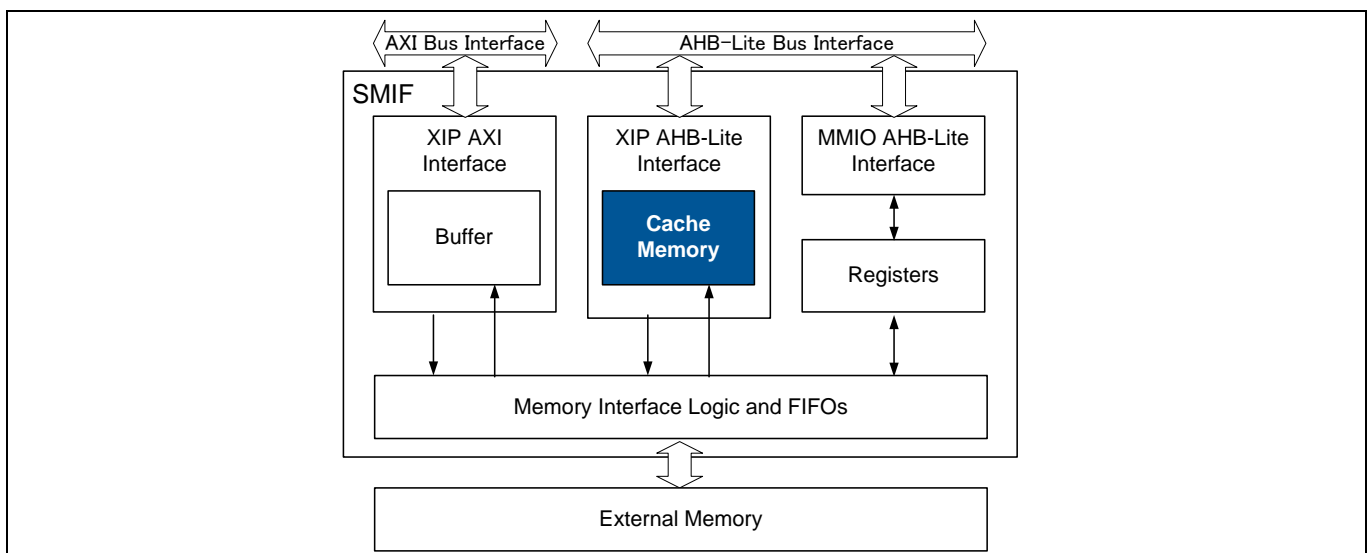 AXI Bus Interface
AHB-Lite Bus Interface
SMIF
XIP AXI
Interface
Buffer
XIP AHB-Lite
Interface
Cache
Memory
MMIO AHB-Lite
Interface
Registers
Memory Interface Logic and FIFOs
External Memory